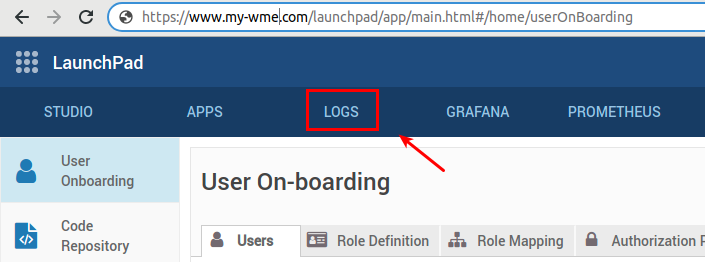 https://www.my-wme.com/launchpad/app/main.html#/home/userOnBoarding
LaunchPad
STUDIO APPS LOGS GRAFANA PROMETHEUS
User
Onboarding
User On-boarding
Code
Repository
Users Role Definition Role Mapping Authorization